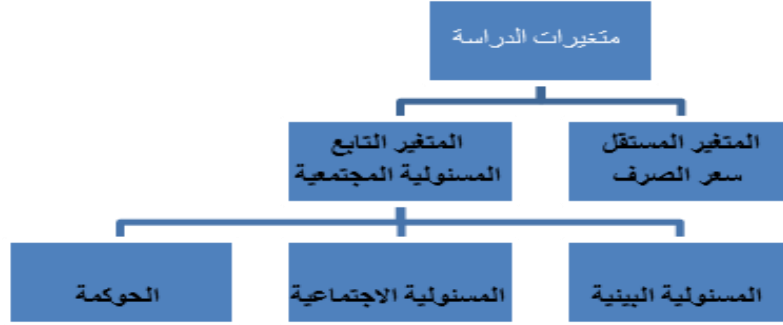 متغيرات الدراسة
المتغير المستقل
سعر الصرف
المتغير التابع
المسئولية المجتمعية
المسئولية البيئية
المسئولية الاجتماعية
الحوكمة